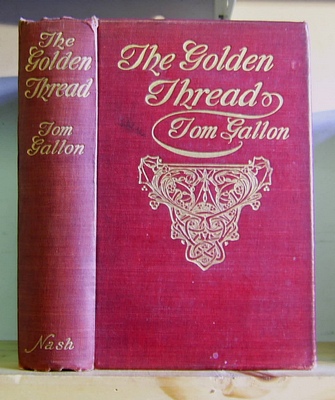 The
Golden
Thread
Tom
Gallon
Nash
The Golden
Thread
Tom Gallon